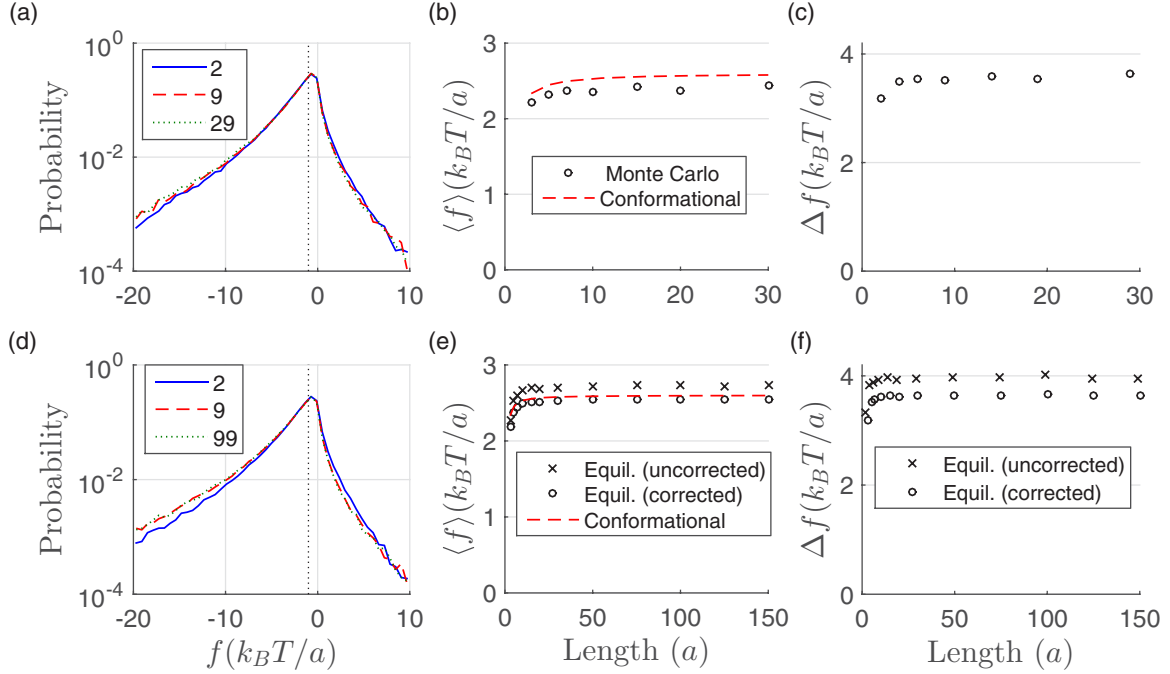 (a)
10^0
10^-2
10^-4
Probability
2
9
29
-20
-10
0
10
(b)
3
2
1
0
⟨f⟩(k_BT/a)
Monte Carlo
Conformational
0
10
20
30
(c)
4
2
0
Δf(k_BT/a)
0
10
20
30
(d)
10^0
10^-2
10^-4
Probability
2
9
99
-20
-10
0
10
f(k_BT/a)
(e)
3
2
1
0
⟨f⟩(k_BT/a)
Equil. (uncorrected)
Equil. (corrected)
Conformational
0
50
100
150
Length (a)
(f)
4
2
0
Δf(k_BT/a)
Equil. (uncorrected)
Equil. (corrected)
0
50
100
150
Length (a)